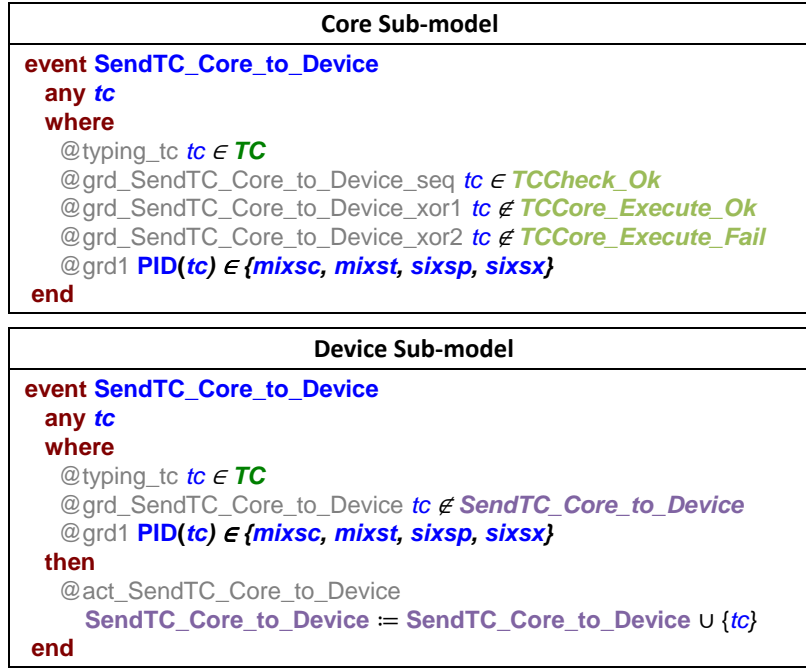 Core Sub-model
event SendTC_Core_to_Device
any tc
where
@typing_tc tc ∈ TC
@grd_SendTC_Core_to_Device_seq tc ∈ TCCheck_Ok
@grd_SendTC_Core_to_Device_xor1 tc ∉ TCCore_Execute_Ok
@grd_SendTC_Core_to_Device_xor2 tc ∉ TCCore_Execute_Fail
@grd1 PID(tc) ∈ {mixsc, mixst, sixsp, sixsx}
end
Device Sub-model
event SendTC_Core_to_Device
any tc
where
@typing_tc tc ∈ TC
@grd_SendTC_Core_to_Device tc ∉ SendTC_Core_to_Device
@grd1 PID(tc) ∈ {mixsc, mixst, sixsp, sixsx}
then
@act_SendTC_Core_to_Device
SendTC_Core_to_Device ≔ SendTC_Core_to_Device ∪ {tc}
end